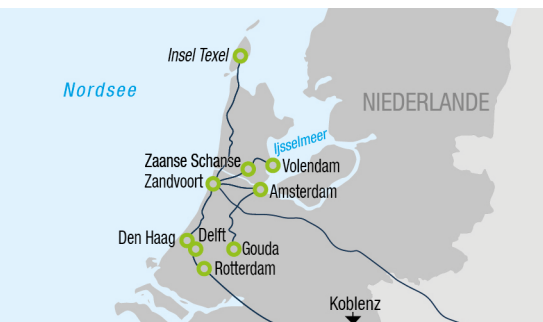 Insel Texel
Nordsee
NIEDERLANDE
Ijsselmeer
Zaanse Schanse
Volendam
Zandvoort
Amsterdam
Den Haag
Delft
Gouda
Rotterdam
Koblenz